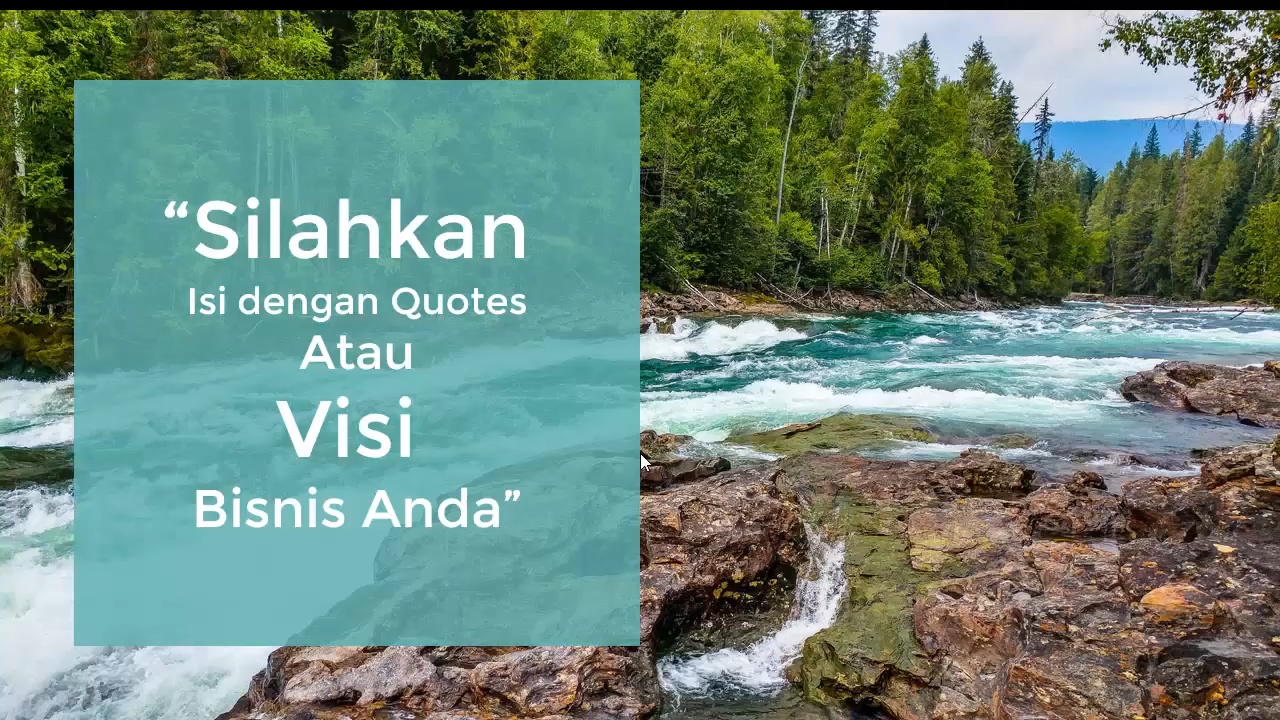 “Silahkan
Isi dengan Quotes
Atau
Visi
Bisnis Anda”